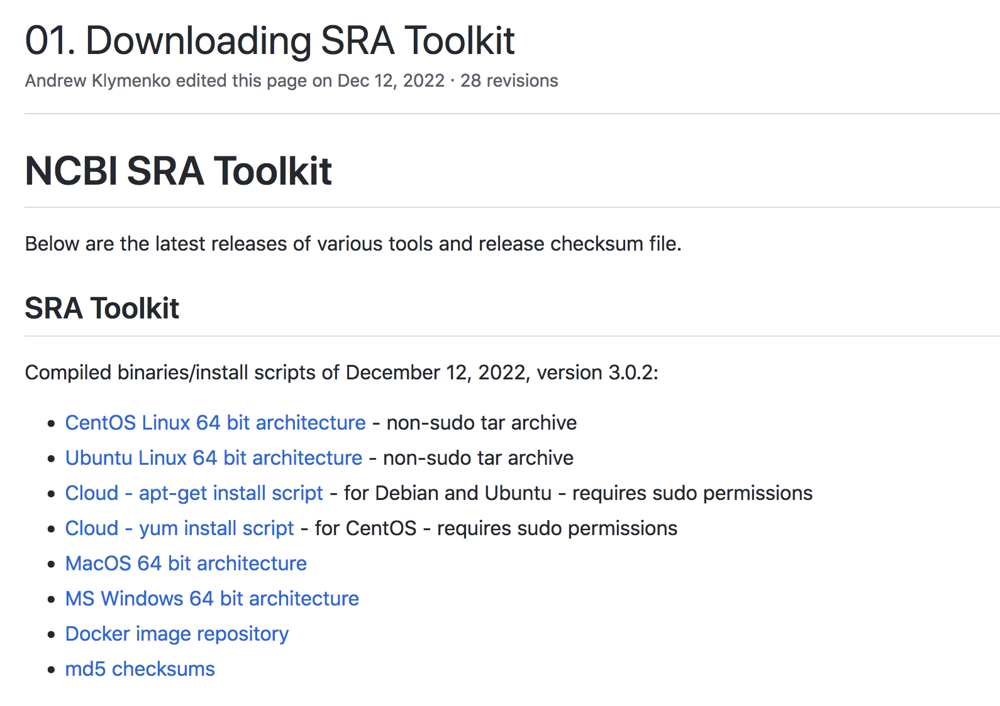 01. Downloading SRA Toolkit
Andrew Klymenko edited this page on Dec 12, 2022 · 28 revisions
NCBI SRA Toolkit
Below are the latest releases of various tools and release checksum file.
SRA Toolkit
Compiled binaries/install scripts of December 12, 2022, version 3.0.2:
• CentOS Linux 64 bit architecture - non-sudo tar archive
• Ubuntu Linux 64 bit architecture - non-sudo tar archive
• Cloud - apt-get install script - for Debian and Ubuntu - requires sudo permissions
• Cloud - yum install script - for CentOS - requires sudo permissions
• MacOS 64 bit architecture
• MS Windows 64 bit architecture
• Docker image repository
• md5 checksums